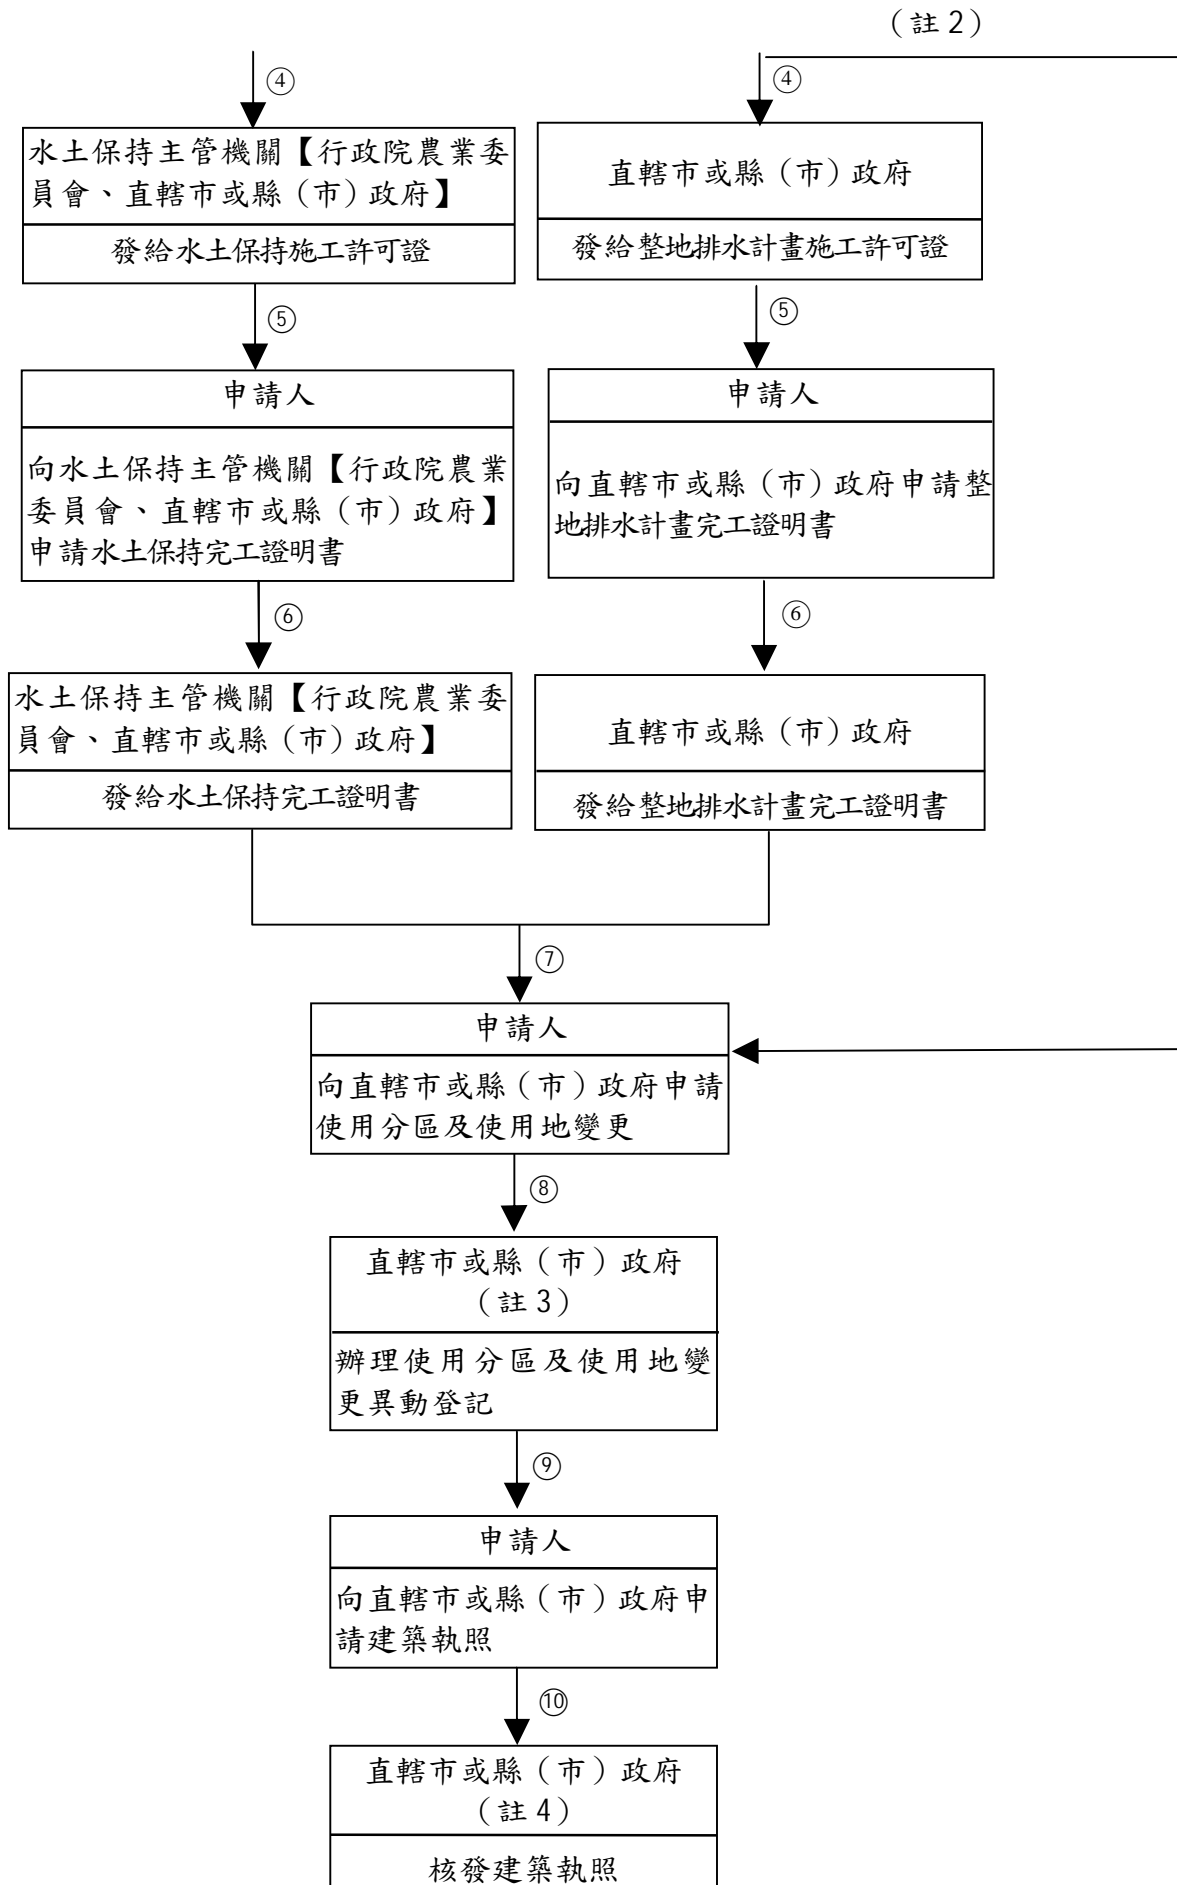 （註2）
④
④
水土保持主管機關【行政院農業委
員會、直轄市或縣（市）政府】
發給水土保持施工許可證
直轄市或縣（市）政府
發給整地排水計畫施工許可證
⑤
⑤
申請人
向水土保持主管機關【行政院農業
委員會、直轄市或縣（市）政府】
申請水土保持完工證明書
申請人
向直轄市或縣（市）政府申請整
地排水計畫完工證明書
⑥
⑥
水土保持主管機關【行政院農業委
員會、直轄市或縣（市）政府】
發給水土保持完工證明書
直轄市或縣（市）政府
發給整地排水計畫完工證明書
⑦
申請人
向直轄市或縣（市）政府申請
使用分區及使用地變更
⑧
直轄市或縣（市）政府
（註3）
辦理使用分區及使用地變
更異動登記
⑨
申請人
向直轄市或縣（市）政府申
請建築執照
⑩
直轄市或縣（市）政府
（註4）
核發建築執照